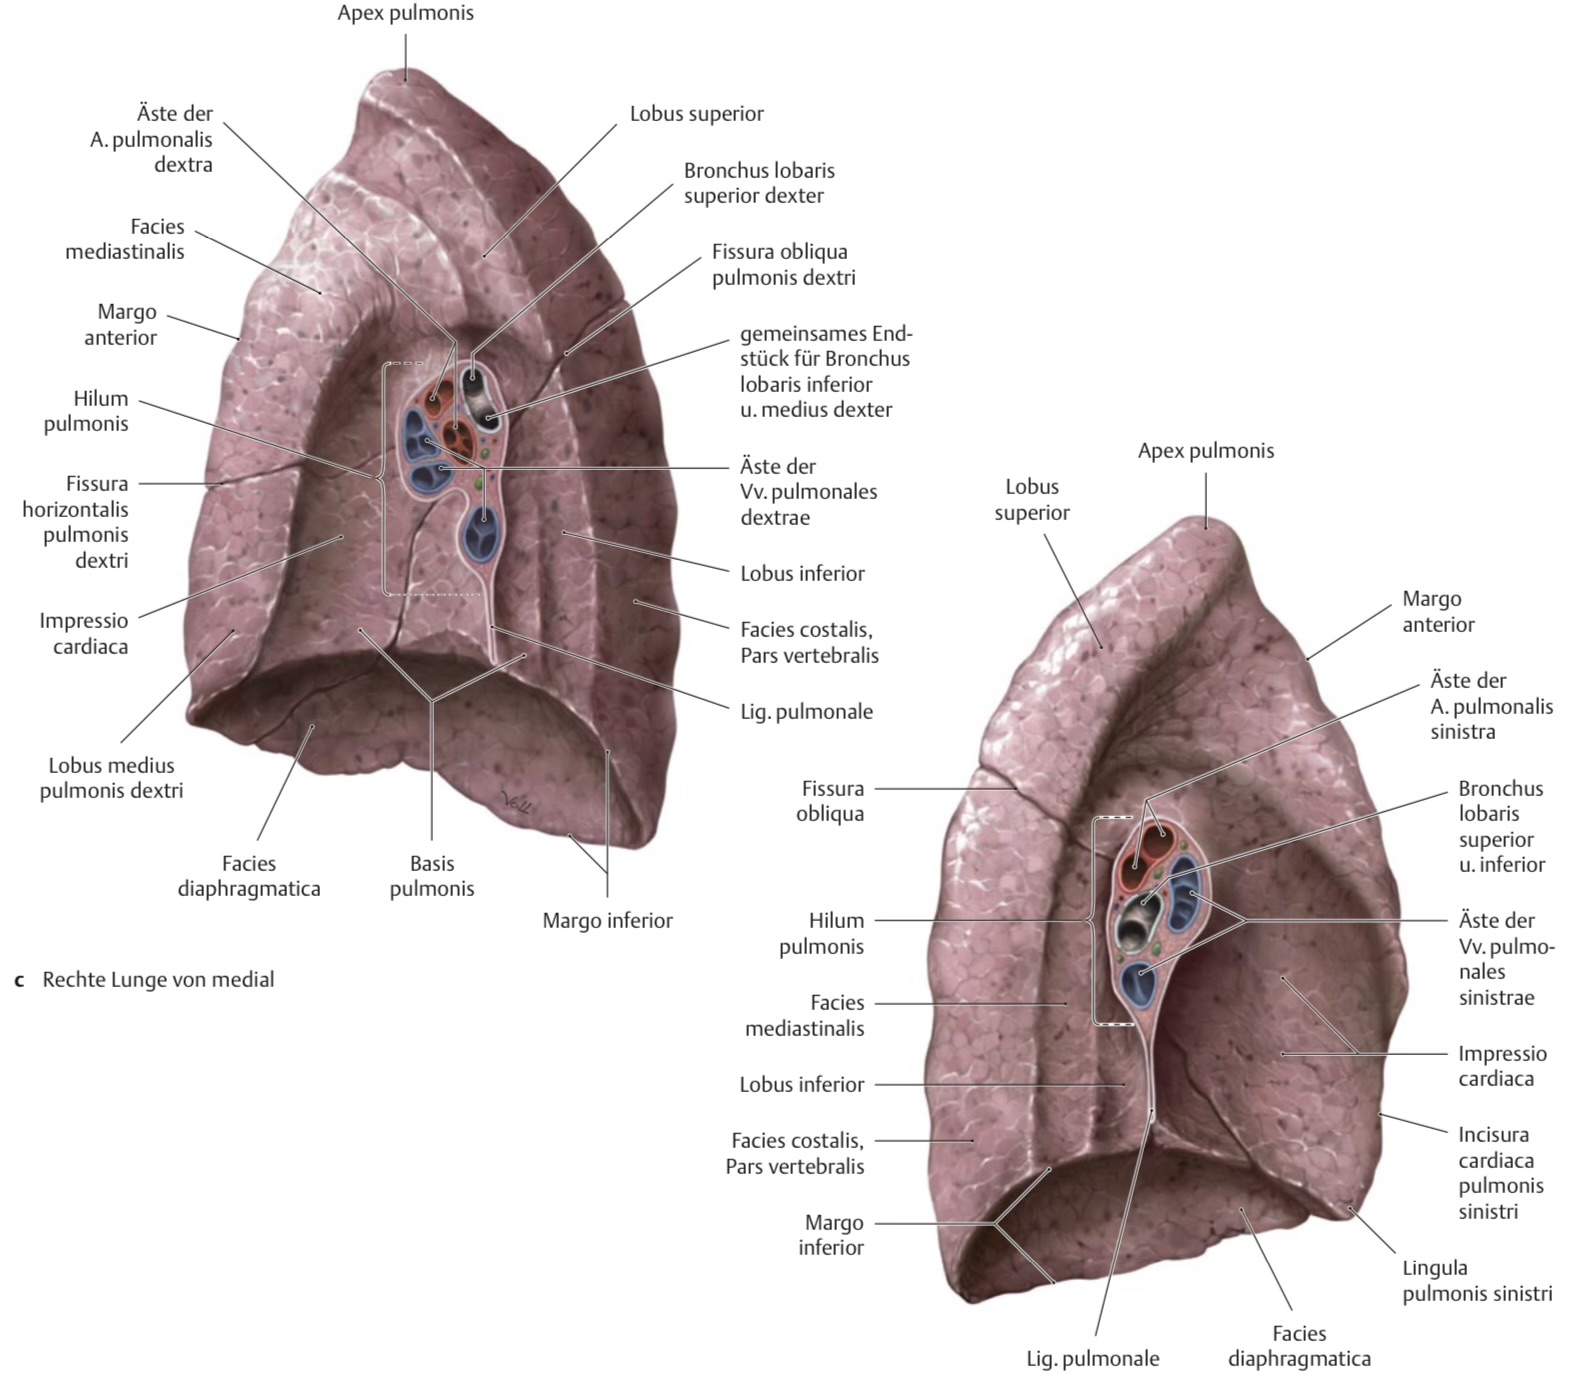 Apex pulmonis
Äste der
A. pulmonalis
dextra
Facies
mediastinalis
Margo
anterior
Hilum
pulmonis
Fissura
horizontalis
pulmonis
dextri
Impressio
cardiaca
Lobus medius
pulmonis dextri
Facies
diaphragmatica
Basis
pulmonis
Margo inferior
Lobus superior
Bronchus lobaris
superior dexter
Fissura obliqua
pulmonis dextri
gemeinsames End-
stück für Bronchus
lobaris inferior
u. medius dexter
Äste der
Vv. pulmonales
dextrae
Lobus inferior
Facies costalis,
Pars vertebralis
Lig. pulmonale
Voll
c Rechte Lunge von medial
Apex pulmonis
Lobus
superior
Fissura
obliqua
Hilum
pulmonis
Facies
mediastinalis
Lobus inferior
Facies costalis,
Pars vertebralis
Margo
inferior
Lig. pulmonale
Facies
diaphragmatica
Margo
anterior
Äste der
A. pulmonalis
sinistra
Bronchus
lobaris
superior
u. inferior
Äste der
Vv. pulmo-
nales
sinistrae
Impressio
cardiaca
Incisura
cardiaca
pulmonis
sinistri
Lingula
pulmonis sinistri